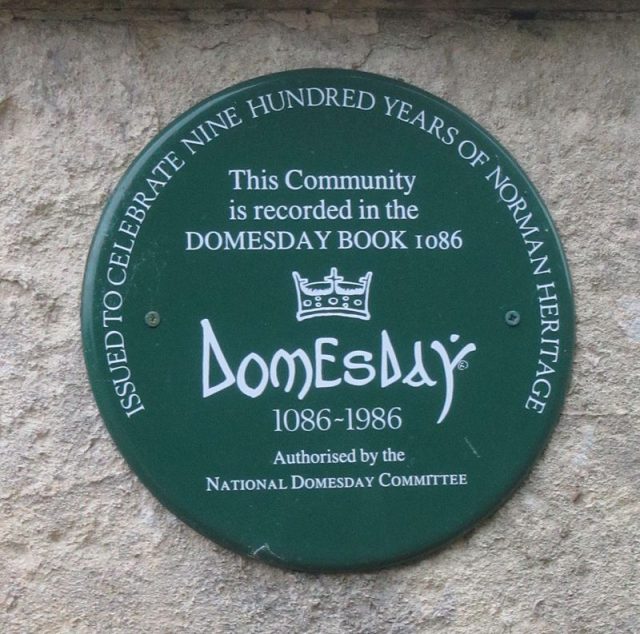 ISSUED TO CELEBRATE NINE HUNDRED YEARS OF NORMAN HERITAGE
This Community
is recorded in the
DOMESDAY BOOK 1086
DOMESDAY
1086~1986
Authorised by the
NATIONAL DOMESDAY COMMITTEE